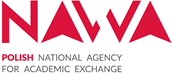 NAWA
POLISH NATIONAL AGENCY
FOR ACADEMIC EXCHANGE